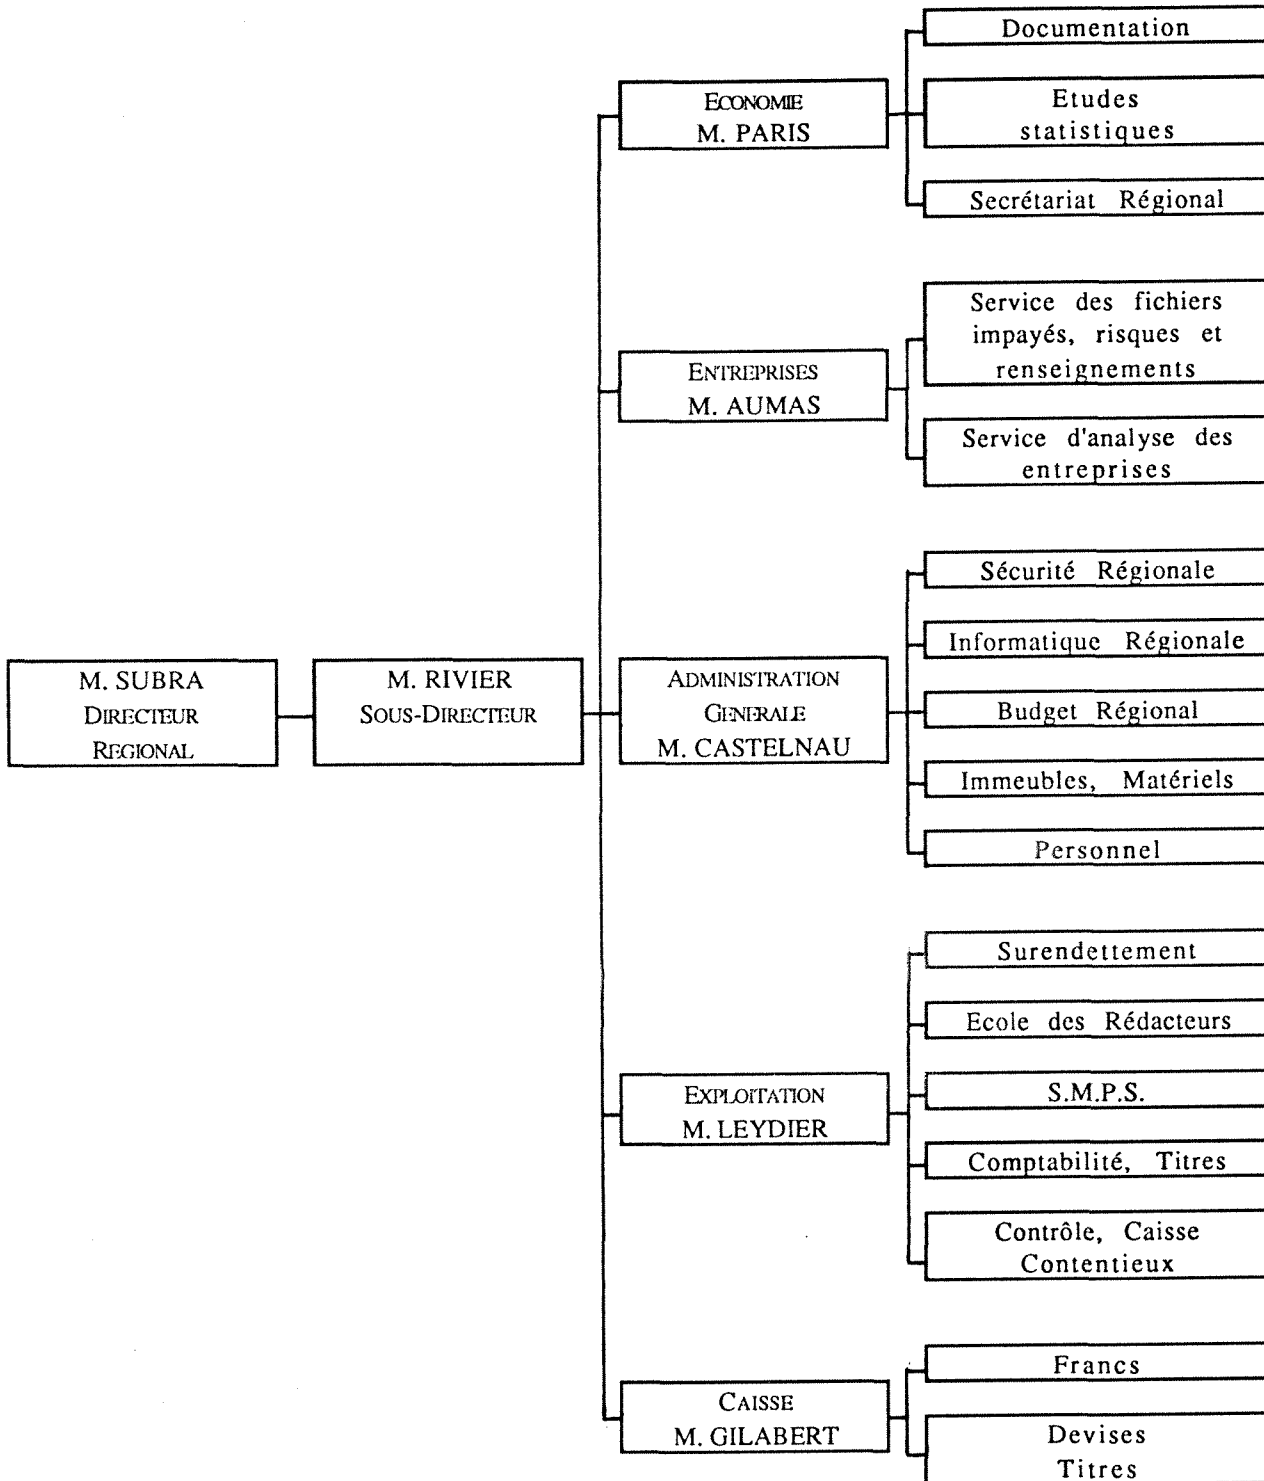 M. SUBRA
DIRECTEUR
REGIONAL
M. RIVIER
SOUS-DIRECTEUR
ECONOMIE
M. PARIS
Documentation
Etudes
statistiques
Secrétariat Régional
ENTREPRISES
M. AUMAS
Service des fichiers
impayés, risques et
renseignements
Service d'analyse des
entreprises
ADMINISTRATION
GENERALE
M. CASTELNAU
Sécurité Régionale
Informatique Régionale
Budget Régional
Immeubles, Matériels
Personnel
EXPLOITATION
M. LEYDIER
Surendettement
Ecole des Rédacteurs
S.M.P.S.
Comptabilité, Titres
Contrôle, Caisse
Contentieux
CAISSE
M. GILABERT
Francs
Devises
Titres